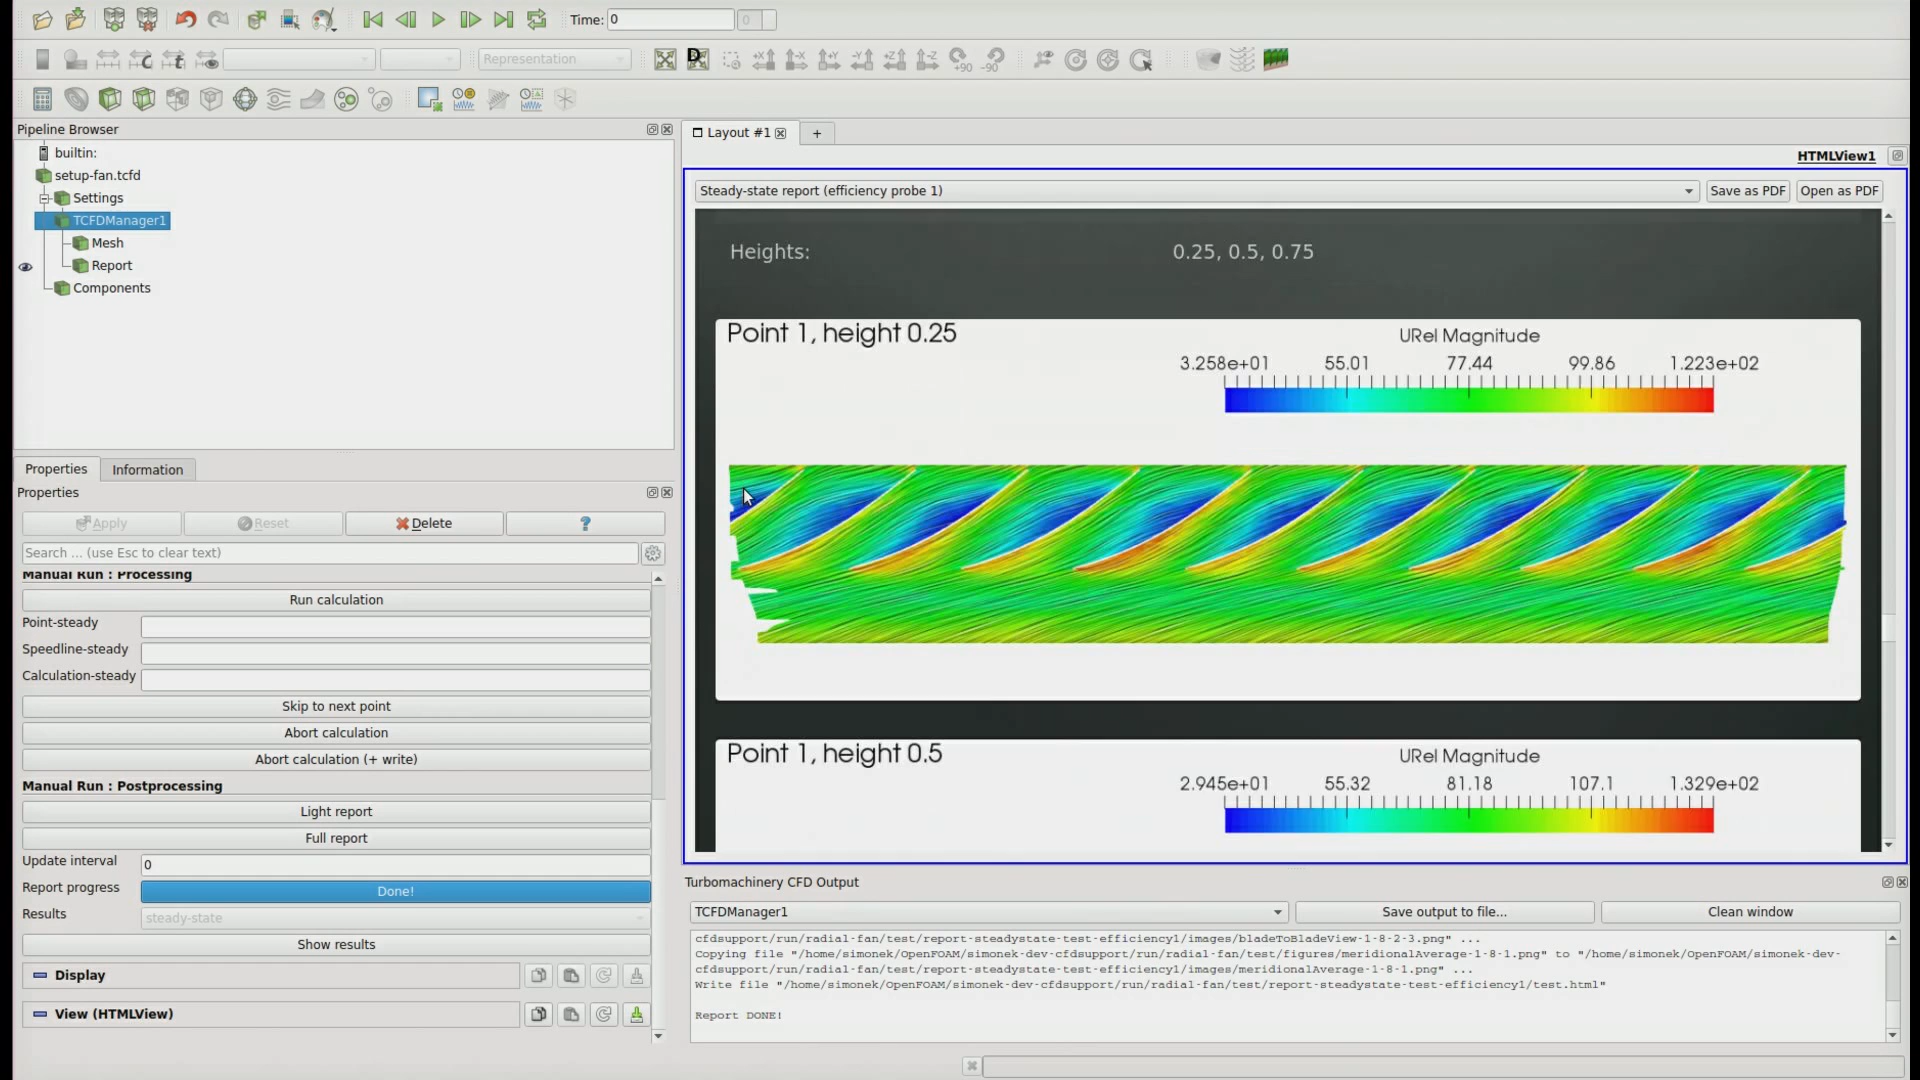 Time: 0
0
Representation
D
+X
-X
+Y
-Y
+Z
-Z
+90
-90
Pipeline Browser
builtin:
setup-fan.tcfd
Settings
TCFDManager1
Mesh
Report
Components
Properties
Information
Properties
Apply
Reset
Delete
?
Search ... (use Esc to clear text)
Manual Run : Processing
Run calculation
Point-steady
Speedline-steady
Calculation-steady
Skip to next point
Abort calculation
Abort calculation (+ write)
Manual Run : Postprocessing
Light report
Full report
Update interval 0
Report progress Done!
Results steady-state
Show results
Display
View (HTMLView)
Layout #1
+
HTMLView1
Steady-state report (efficiency probe 1)
Save as PDF
Open as PDF
Heights: 0.25, 0.5, 0.75
Point 1, height 0.25
URel Magnitude
3.258e+01 55.01 77.44 99.86 1.223e+02
Point 1, height 0.5
URel Magnitude
2.945e+01 55.32 81.18 107.1 1.329e+02
Turbomachinery CFD Output
TCFDManager1
Save output to file...
Clean window
cfdsupport/run/radial-fan/test/report-steadystate-test-efficiency1/images/bladeToBladeView-1-8-2-3.png" ...
Copying file "/home/simonek/OpenFOAM/simonek-dev-cfdsupport/run/radial-fan/test/figures/meridionalAverage-1-8-1.png" to "/home/simonek/OpenFOAM/simonek-dev-
cfdsupport/run/radial-fan/test/report-steadystate-test-efficiency1/images/meridionalAverage-1-8-1.png" ...
Write file "/home/simonek/OpenFOAM/simonek-dev-cfdsupport/run/radial-fan/test/report-steadystate-test-efficiency1/test.html"
Report DONE!